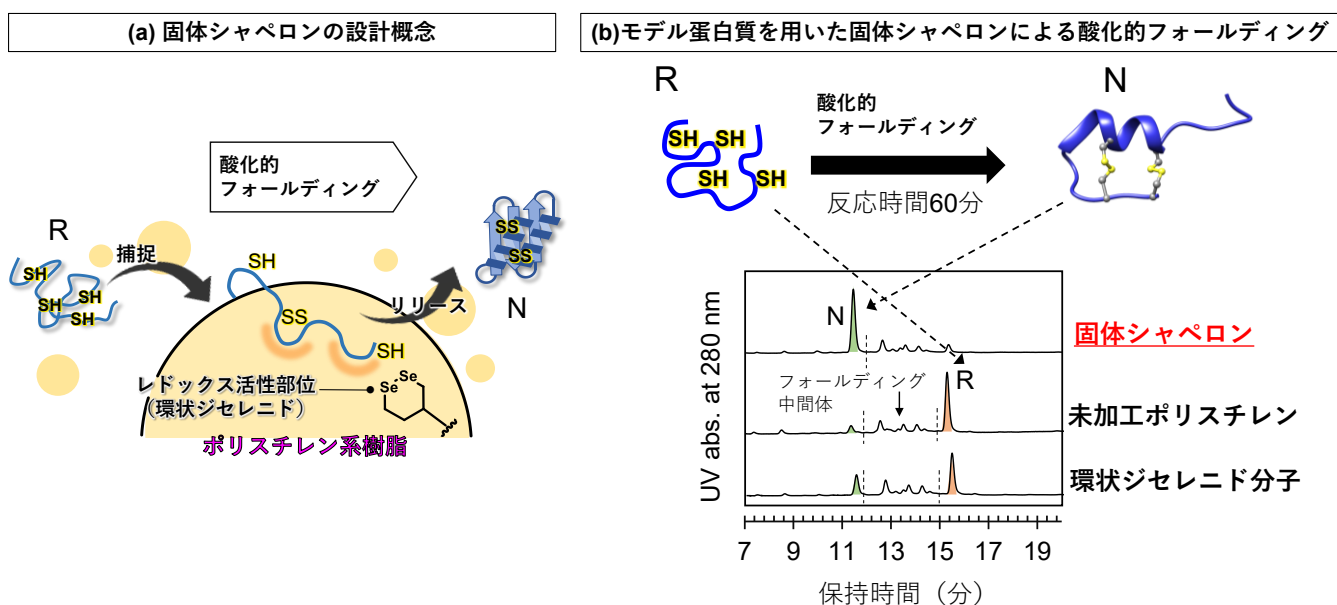 (a) 固体シャペロンの設計概念
酸化的
フォールディング
R
SH
SH
SH
SH
捕捉
SH
SS
SH
リリース
SS
SS
N
レドックス活性部位
(環状ジセレニド)
Se
Se
ポリスチレン系樹脂
(b)モデル蛋白質を用いた固体シャペロンによる酸化的フォールディング
R
SH
SH
SH
SH
酸化的
フォールディング
反応時間60分
N
N
固体シャペロン
フォールディング
中間体
R
未加工ポリスチレン
環状ジセレニド分子
UV abs. at 280 nm
7 9 11 13 15 17 19
保持時間(分)